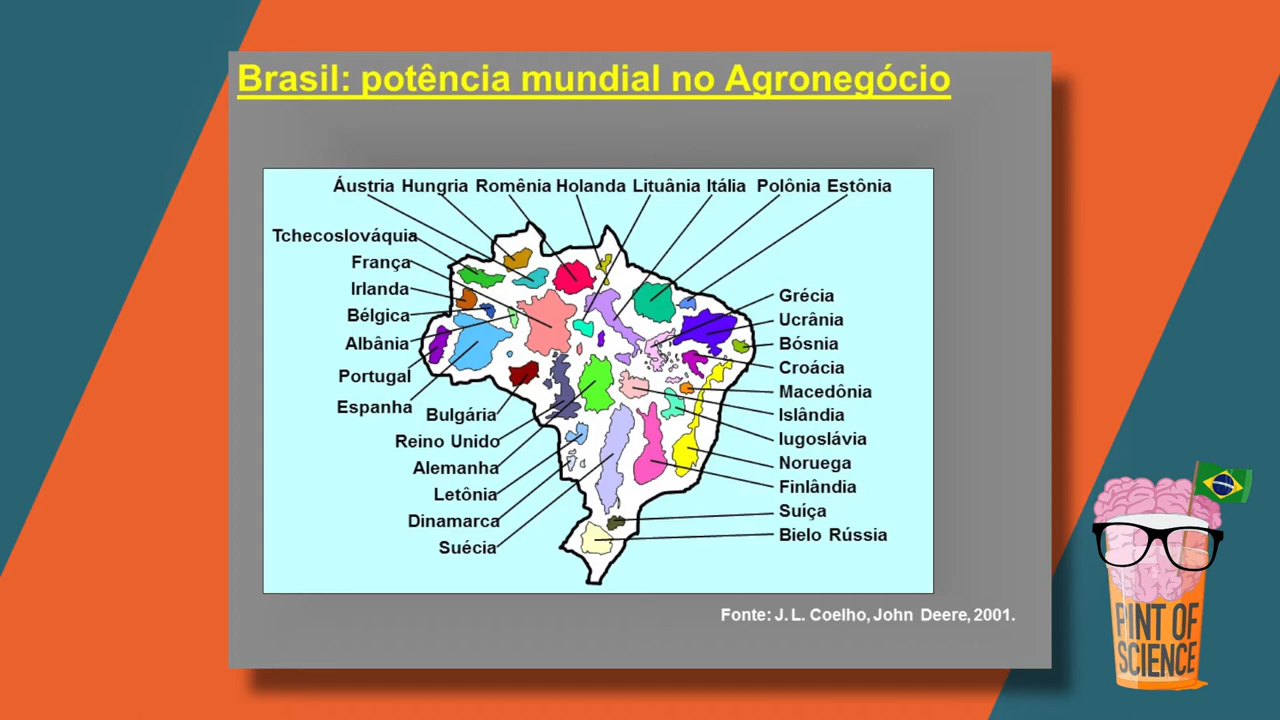 Brasil: potência mundial no Agronegócio
Áustria Hungria Romênia Holanda Lituânia Itália Polônia Estônia
Tchecoslováquia
França
Irlanda
Bélgica
Albânia
Portugal
Espanha
Bulgária
Reino Unido
Alemanha
Letônia
Dinamarca
Suécia
Grécia
Ucrânia
Bósnia
Croácia
Macedônia
Islândia
Iugoslávia
Noruega
Finlândia
Suíça
Bielo Rússia
Fonte: J. L. Coelho, John Deere, 2001.
PINT OF
SCIENCE